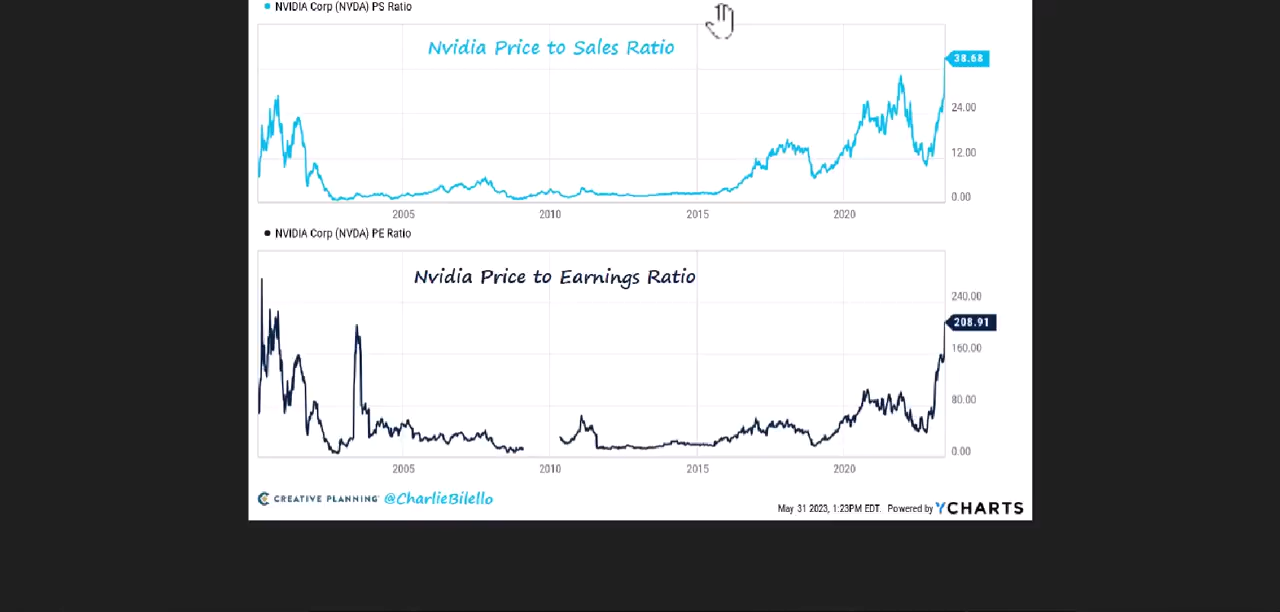 NVIDIA Corp (NVDA) PS Ratio
Nvidia Price to Sales Ratio
38.68
24.00
12.00
0.00
2005 2010 2015 2020
NVIDIA Corp (NVDA) PE Ratio
Nvidia Price to Earnings Ratio
240.00
208.91
160.00
80.00
0.00
2005 2010 2015 2020
CREATIVE PLANNING @CharlieBilello
May 31 2023, 1:23PM EDT. Powered by YCHARTS